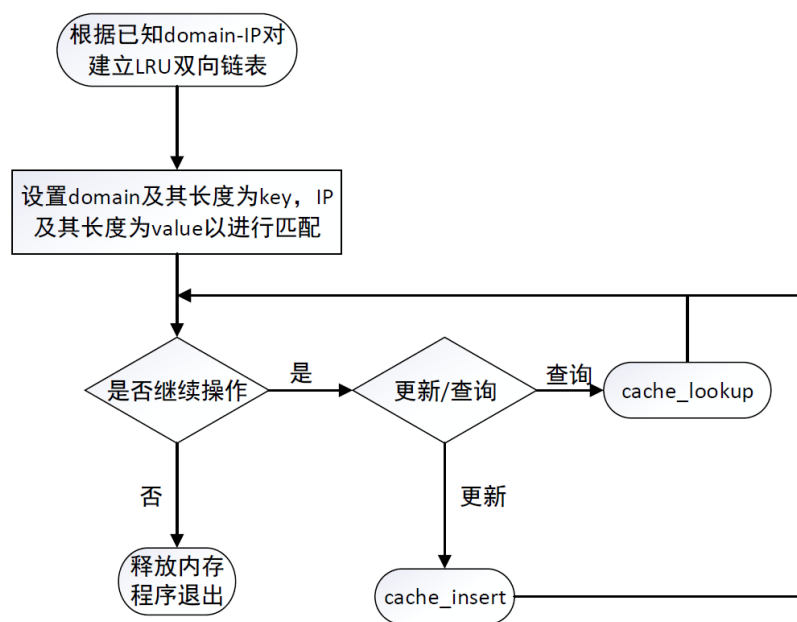 根据已知domain-IP对
建立LRU双向链表
设置domain及其长度为key，IP
及其长度为value以进行匹配
是否继续操作
是
更新/查询
查询
cache_lookup
否
更新
释放内存
程序退出
cache_insert